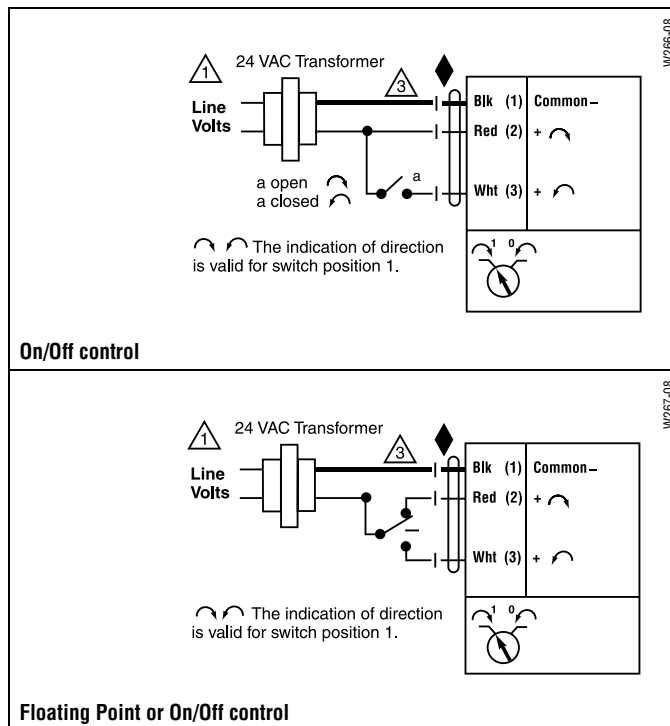 W266-08
1
24 VAC Transformer
3
Line
Volts
Blk (1) Common –
Red (2) +
a
a open
a closed
Wht (3) +
The indication of direction
is valid for switch position 1.
1 0
On/Off control
W267-08
1
24 VAC Transformer
3
Line
Volts
Blk (1) Common –
Red (2) +
Wht (3) +
The indication of direction
is valid for switch position 1.
1 0
Floating Point or On/Off control